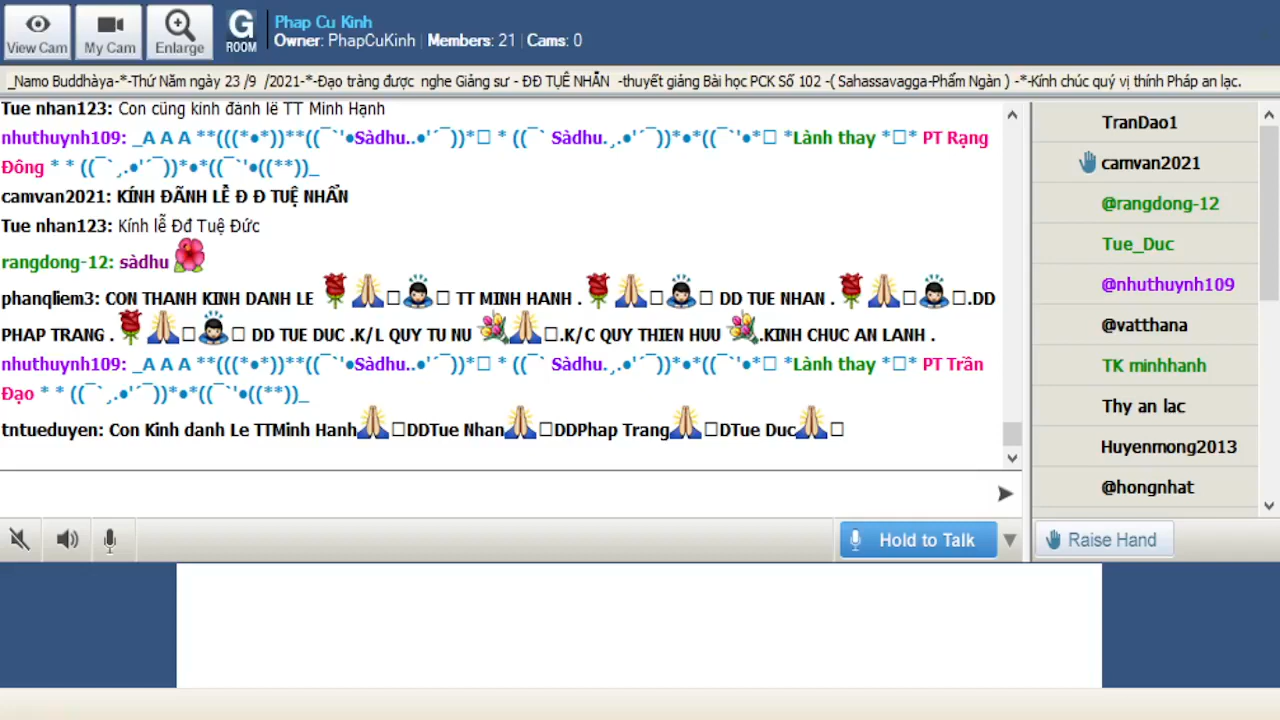 View Cam
My Cam
Enlarge
G
ROOM
Phap Cu Kinh
Owner: PhapCuKinh | Members: 21 | Cams: 0
_Namo Buddhàya-*-Thứ Năm ngày 23 /9 /2021-*-Đạo tràng được nghe Giảng sư - ĐĐ TUỆ NHẪN -thuyết giảng Bài học PCK Số 102 -( Sahassavagga-Phẩm Ngàn ) -*-Kính chúc quý vị thính Pháp an lạc.
Tue nhan123: Con cũng kính đảnh lễ TT Minh Hạnh
nhuthuynh109: _A A A **(((*•*))**((¯`'•Sàdhu..•'´¯))*□ * ((¯` Sàdhu.¸.•'´¯))*•*((¯`'•*□ *Lành thay *□* PT Rạng
Đông * * ((¯`¸.•'´¯))*•*((¯`'•((**))_
camvan2021: KÍNH ĐÃNH LỄ Đ Đ TUỆ NHẨN
Tue nhan123: Kính lễ Đđ Tuệ Đức
rangdong-12: sàdhu 🌺
phanqliem3: CON THANH KINH DANH LE 🌹🙏□🙇□ TT MINH HANH .🌹🙏□🙇□ DD TUE NHAN .🌹🙏□🙇□.DD
PHAP TRANG .🌹🙏□🙇□ DD TUE DUC .K/L QUY TU NU 💐🙏□.K/C QUY THIEN HUU 💐.KINH CHUC AN LANH .
nhuthuynh109: _A A A **(((*•*))**((¯`'•Sàdhu..•'´¯))*□ * ((¯` Sàdhu.¸.•'´¯))*•*((¯`'•*□ *Lành thay *□* PT Trần
Đạo * * ((¯`¸.•'´¯))*•*((¯`'•((**))_
tntueduyen: Con Kinh danh Le TTMinh Hanh🙏□DDTue Nhan🙏□DDPhap Trang🙏□DTue Duc🙏□
TranDao1
camvan2021
@rangdong-12
Tue_Duc
@nhuthuynh109
@vatthana
TK minhhanh
Thy an lac
Huyenmong2013
@hongnhat
Hold to Talk
Raise Hand